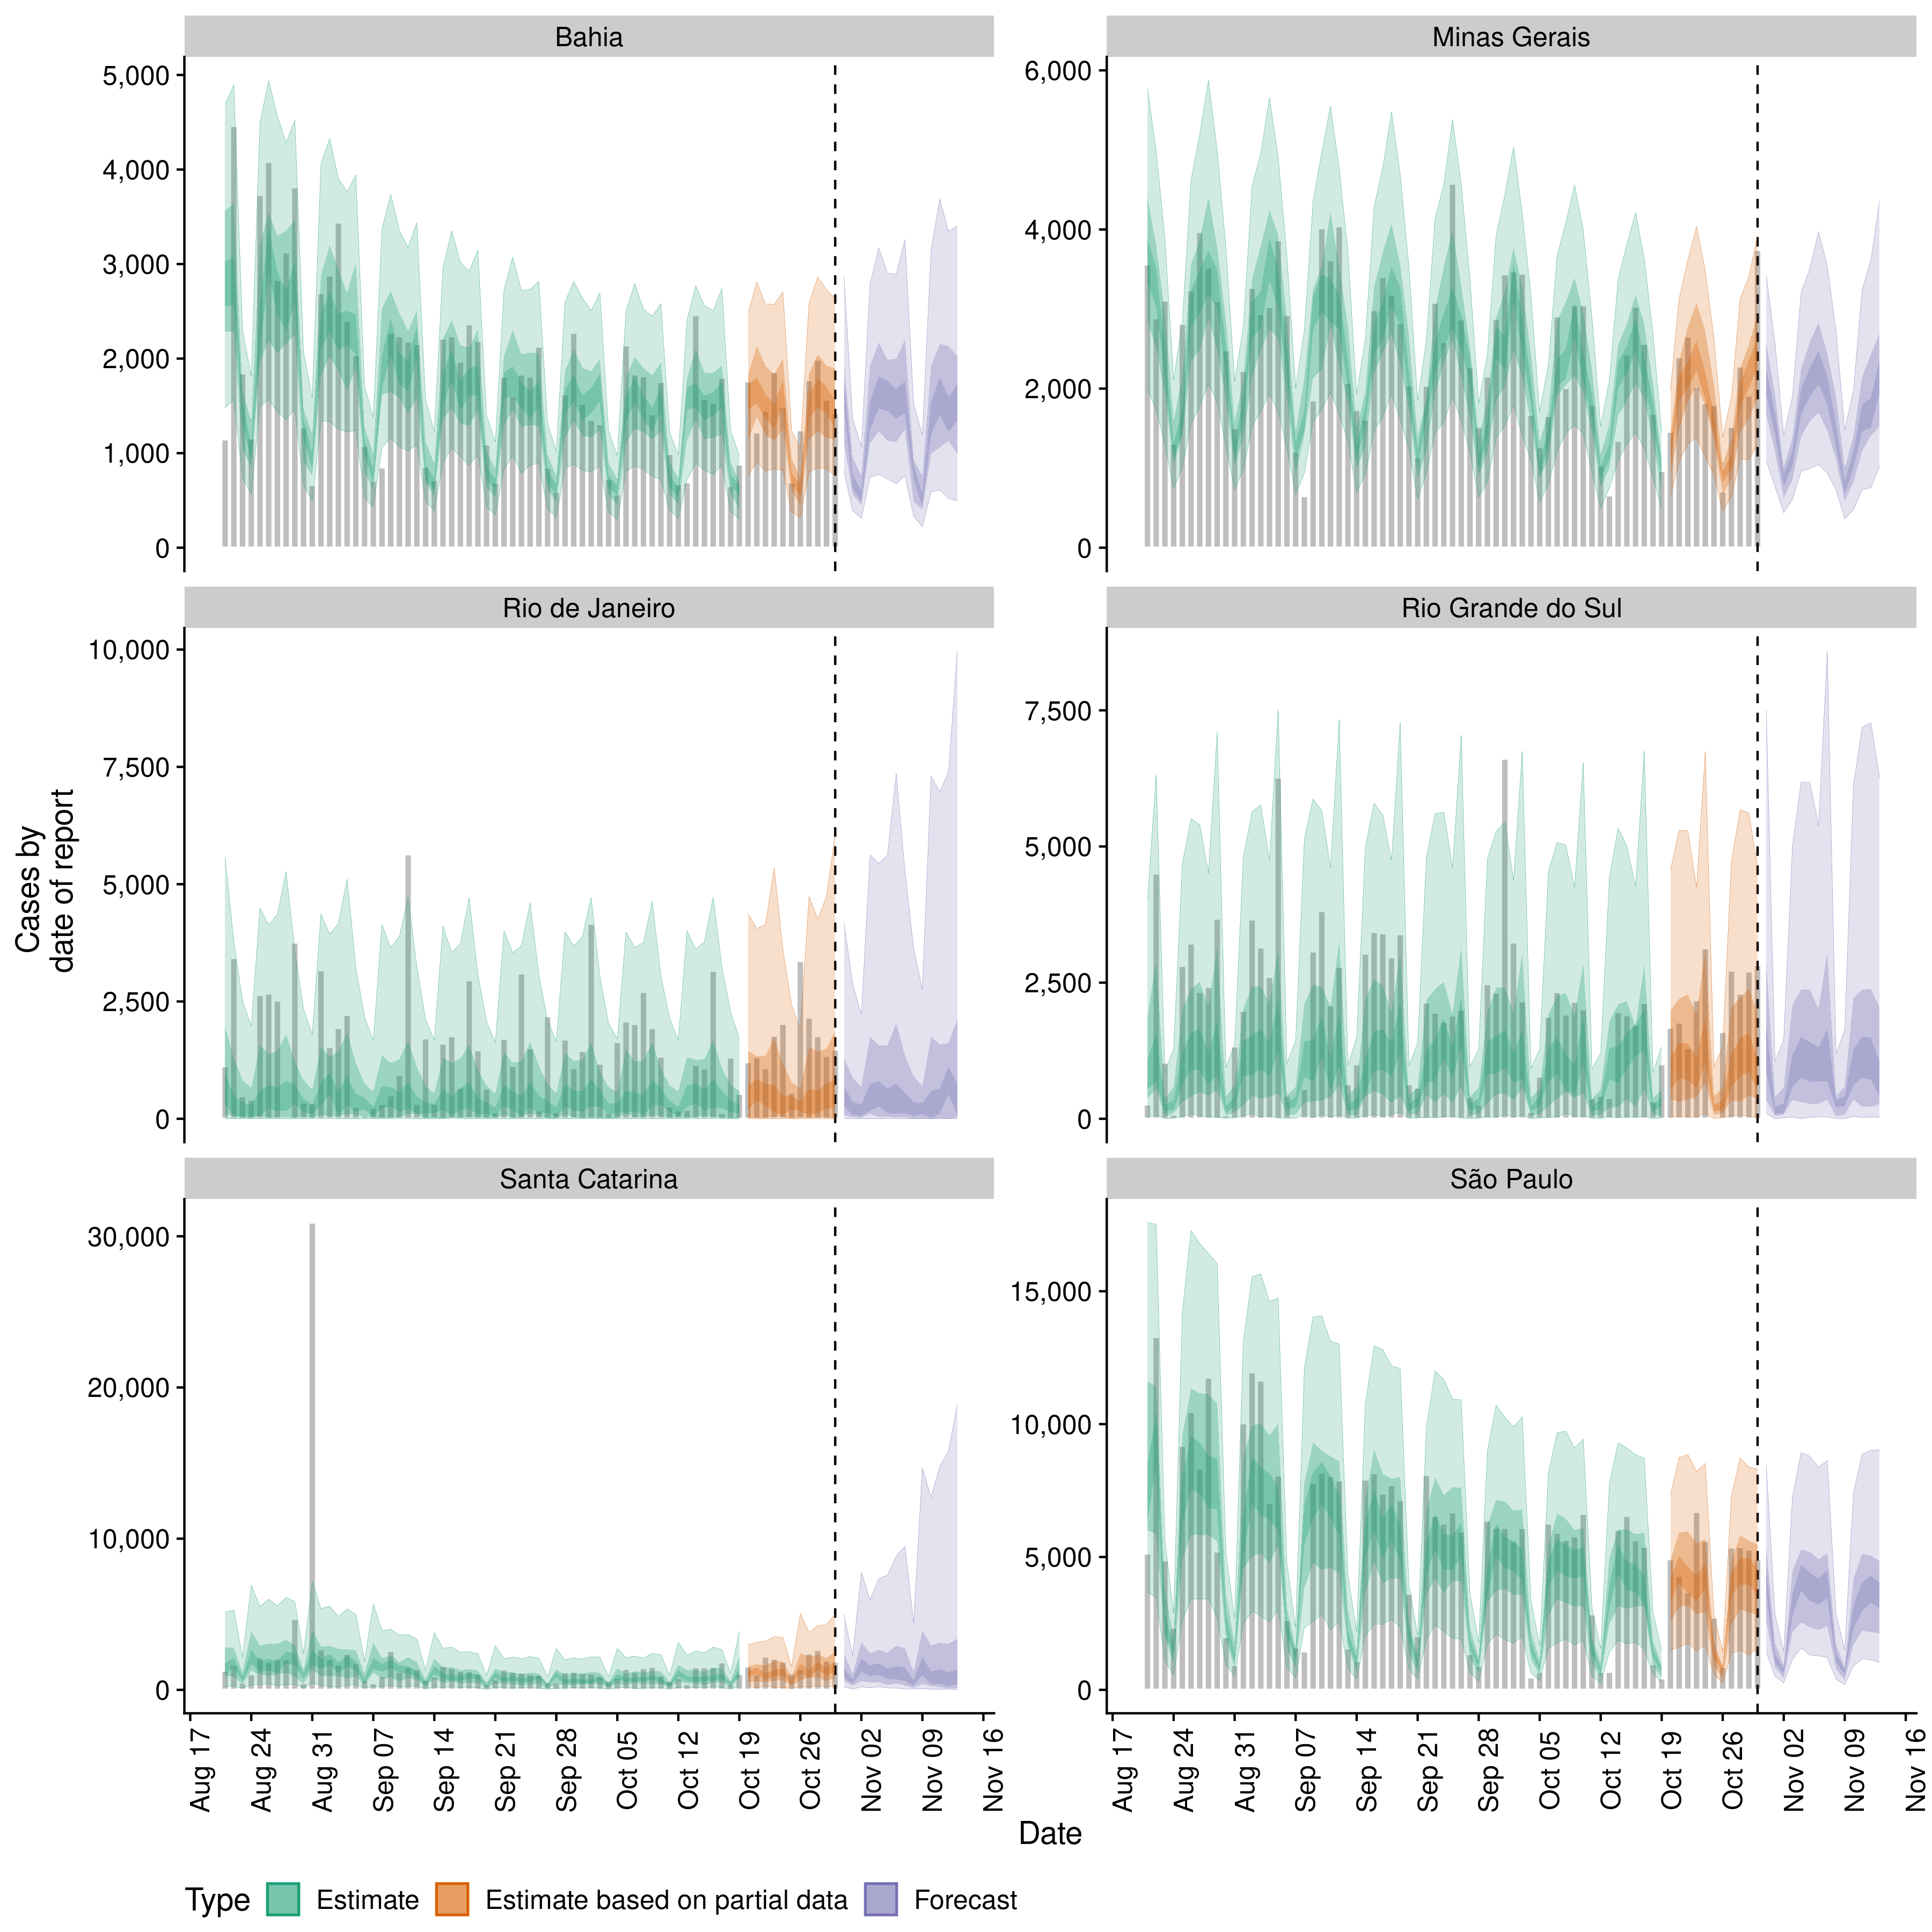 Bahia
Minas Gerais
5,000
4,000
3,000
2,000
1,000
0
6,000
4,000
2,000
0
Rio de Janeiro
Rio Grande do Sul
10,000
7,500
5,000
2,500
0
7,500
5,000
2,500
0
Cases by
date of report
Santa Catarina
São Paulo
30,000
20,000
10,000
0
15,000
10,000
5,000
0
Aug 17
Aug 24
Aug 31
Sep 07
Sep 14
Sep 21
Sep 28
Oct 05
Oct 12
Oct 19
Oct 26
Nov 02
Nov 09
Nov 16
Aug 17
Aug 24
Aug 31
Sep 07
Sep 14
Sep 21
Sep 28
Oct 05
Oct 12
Oct 19
Oct 26
Nov 02
Nov 09
Nov 16
Date
Type Estimate Estimate based on partial data Forecast